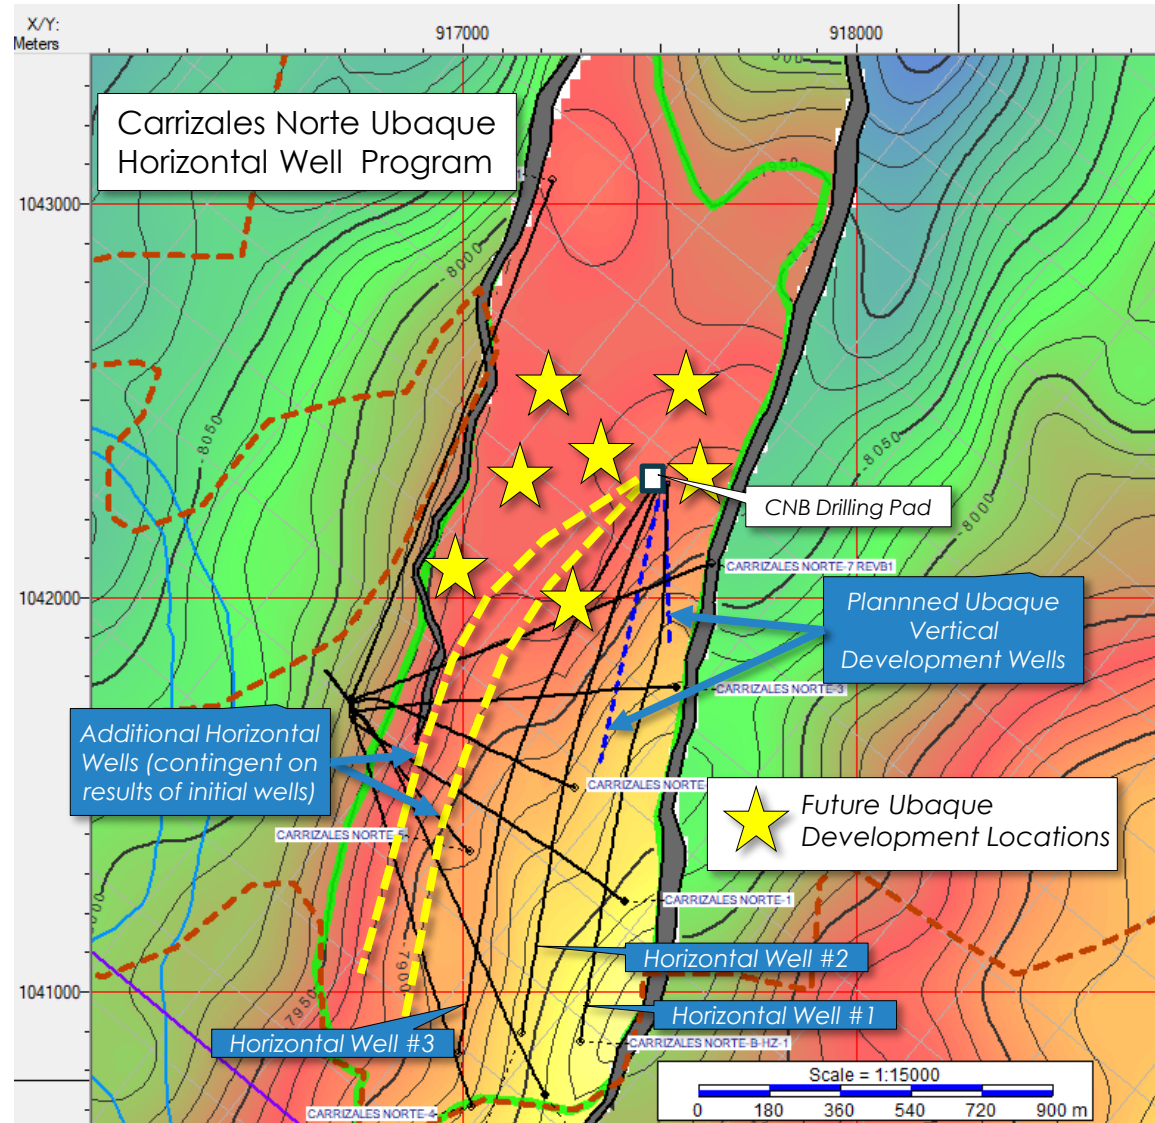 X/Y:
Meters
917000
918000
Carrizales Norte Ubaque
Horizontal Well Program
1043000
-7950
-8000
-8050
-8050
-8000
CNB Drilling Pad
CARRIZALES NORTE-7 REVB1
1042000
Plannned Ubaque
Vertical
Development Wells
CARRIZALES NORTE-3
Additional Horizontal
Wells (contingent on
results of initial wells)
CARRIZALES NORTE-
Future Ubaque
Development Locations
CARRIZALES NORTE-5
CARRIZALES NORTE-1
Horizontal Well #2
-7900
1041000
-7950
Horizontal Well #1
Horizontal Well #3
CARRIZALES NORTE-B-HZ-1
Scale = 1:15000
0 180 360 540 720 900 m
CARRIZALES NORTE-4